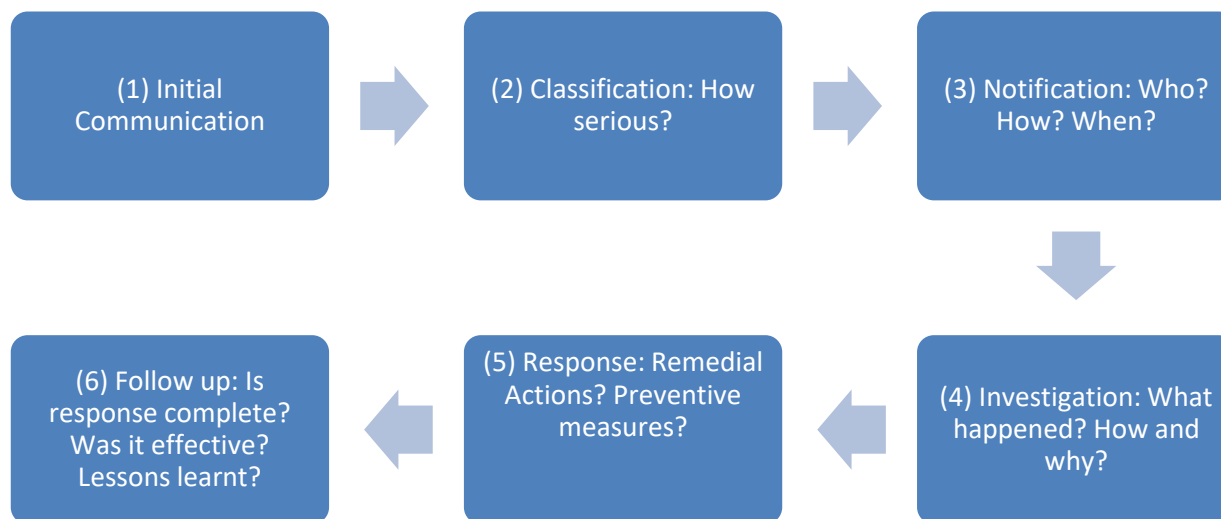 (1) Initial
Communication
(2) Classification: How
serious?
(3) Notification: Who?
How? When?
(4) Investigation: What
happened? How and
why?
(5) Response: Remedial
Actions? Preventive
measures?
(6) Follow up: Is
response complete?
Was it effective?
Lessons learnt?